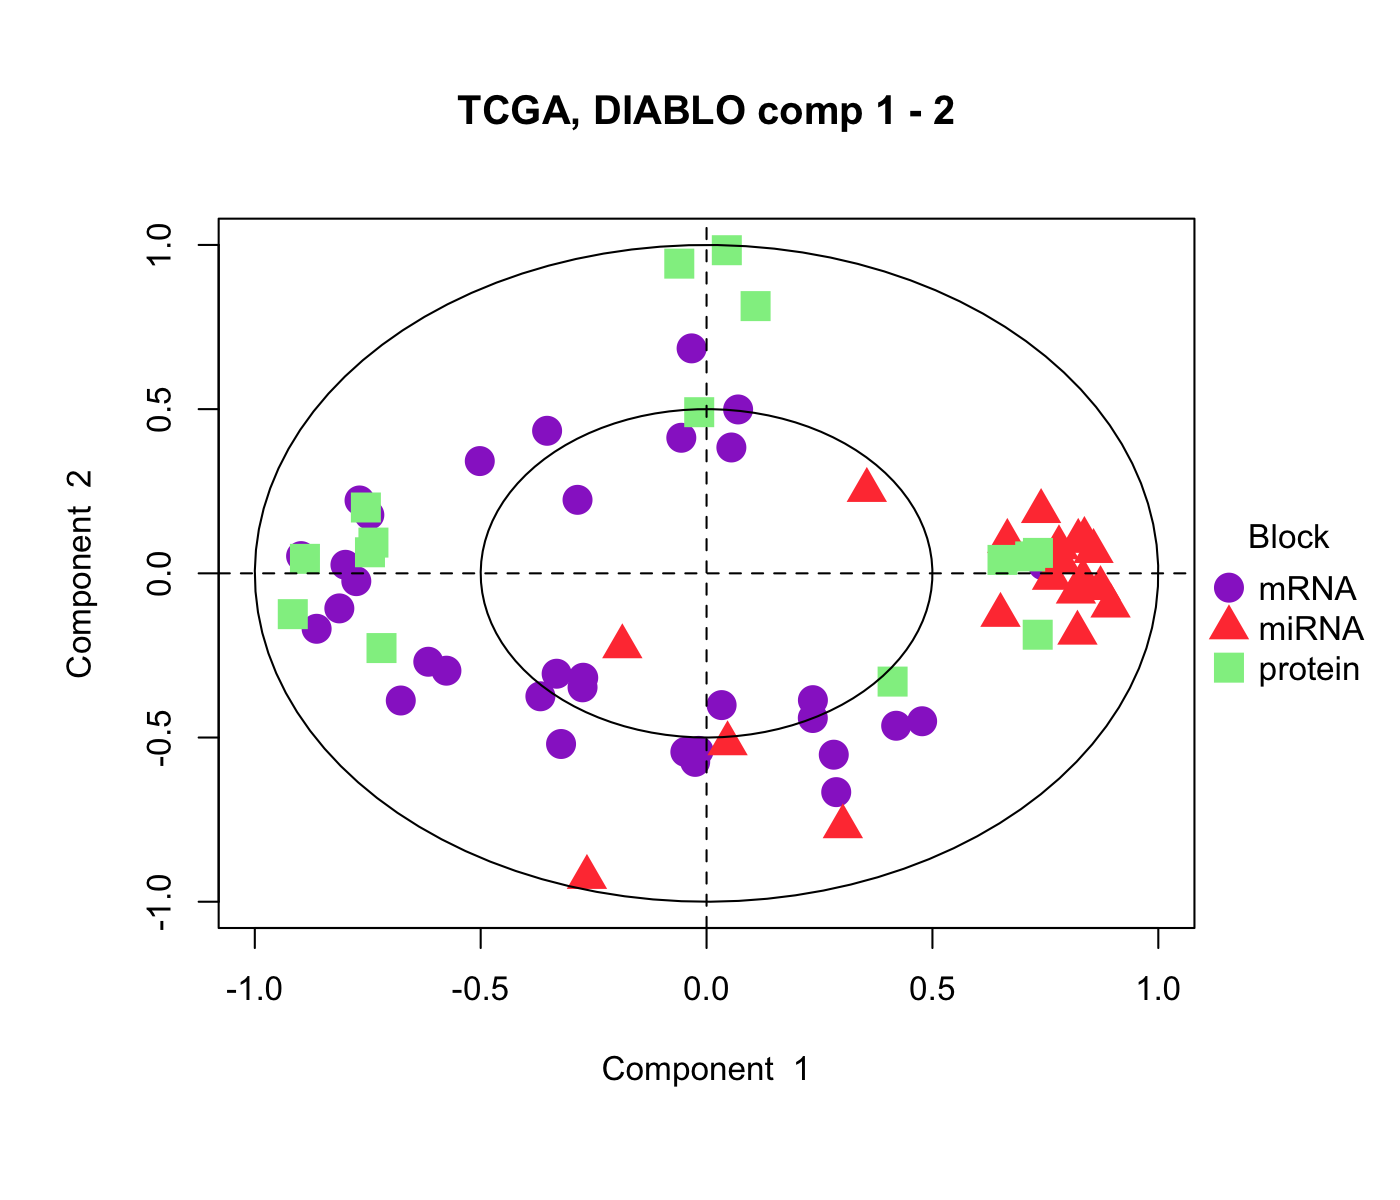 TCGA, DIABLO comp 1 - 2
1.0
0.5
0.0
-0.5
-1.0
Component 2
-1.0 -0.5 0.0 0.5 1.0
Component 1
Block
mRNA
miRNA
protein